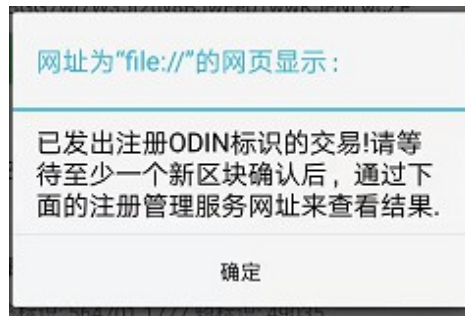 网址为“file://”的网页显示：
已发出注册ODIN标识的交易!请等
待至少一个新区块确认后，通过下
面的注册管理服务网址来查看结果.
确定